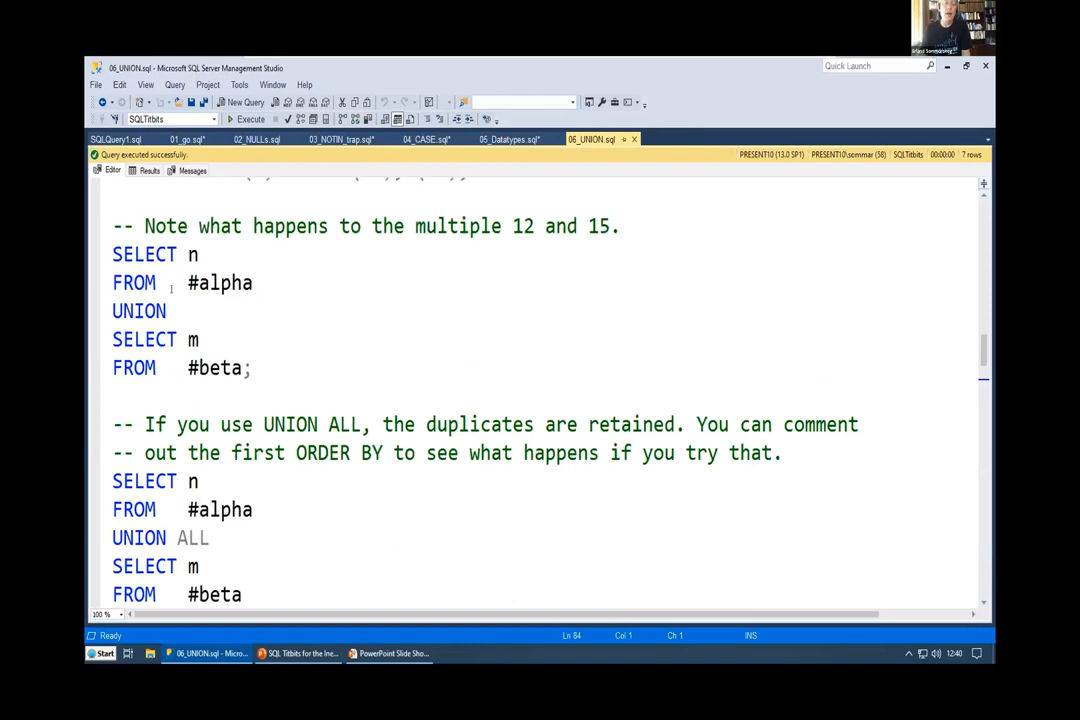 Erland Sommarskog
06_UNION.sql - Microsoft SQL Server Management Studio
Quick Launch
File Edit View Query Project Tools Window Help
New Query
SQLTitbits Execute
SQLQuery1.sql 01_go.sql* 02_NULLs.sql 03_NOTIN_trap.sql* 04_CASE.sql* 05_Datatypes.sql* 06_UNION.sql
Query executed successfully. PRESENT10 (13.0 SP1) PRESENT10\sommar (58) SQLTitbits 00:00:00 7 rows
Editor Results Messages
-- Note what happens to the multiple 12 and 15.
SELECT n
FROM #alpha
UNION
SELECT m
FROM #beta;
-- If you use UNION ALL, the duplicates are retained. You can comment
-- out the first ORDER BY to see what happens if you try that.
SELECT n
FROM #alpha
UNION ALL
SELECT m
FROM #beta
100 %
Ready Ln 84 Col 1 Ch 1 INS
Start 06_UNION.sql - Micro... SQL Titbits for the Ine... PowerPoint Slide Sho... 12:40